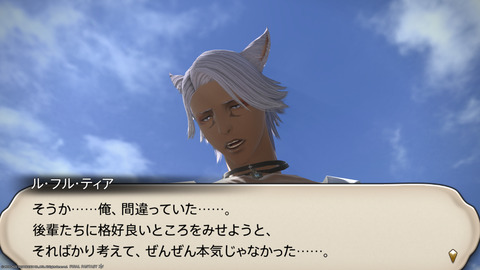 ル・フル・ティア
そうか……俺、間違っていた……。
後輩たちに格好良いところをみせようと、
そればかり考えて、ぜんぜん本気じゃなかった……。